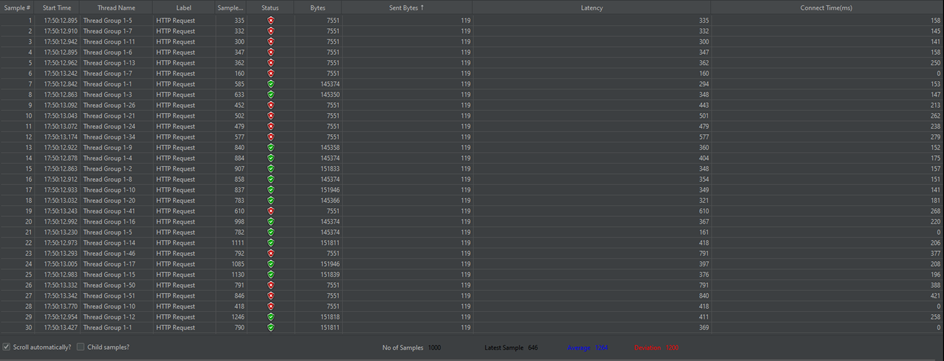 Sample # Start Time Thread Name Label Sample... Status Bytes Sent Bytes ↑ Latency Connect Time(ms)
1 17:50:12.895 Thread Group 1-5 HTTP Request 335 7551 119 335 158
2 17:50:12.910 Thread Group 1-7 HTTP Request 332 7551 119 332 145
3 17:50:12.942 Thread Group 1-11 HTTP Request 300 7551 119 300 141
4 17:50:12.895 Thread Group 1-6 HTTP Request 347 7551 119 347 158
5 17:50:12.962 Thread Group 1-13 HTTP Request 362 7551 119 362 250
6 17:50:13.242 Thread Group 1-7 HTTP Request 160 7551 119 160 0
7 17:50:12.842 Thread Group 1-1 HTTP Request 585 145374 119 294 153
8 17:50:12.863 Thread Group 1-3 HTTP Request 633 145350 119 348 147
9 17:50:13.092 Thread Group 1-26 HTTP Request 452 7551 119 443 213
10 17:50:13.043 Thread Group 1-21 HTTP Request 502 7551 119 501 262
11 17:50:13.072 Thread Group 1-24 HTTP Request 479 7551 119 479 238
12 17:50:13.174 Thread Group 1-34 HTTP Request 577 7551 119 577 279
13 17:50:12.922 Thread Group 1-9 HTTP Request 840 145358 119 360 152
14 17:50:12.878 Thread Group 1-4 HTTP Request 884 145374 119 404 175
15 17:50:12.863 Thread Group 1-2 HTTP Request 907 151833 119 348 157
16 17:50:12.912 Thread Group 1-8 HTTP Request 858 145374 119 354 151
17 17:50:12.933 Thread Group 1-10 HTTP Request 837 151946 119 349 141
18 17:50:13.032 Thread Group 1-20 HTTP Request 783 145366 119 321 181
19 17:50:13.243 Thread Group 1-41 HTTP Request 610 7551 119 610 268
20 17:50:12.992 Thread Group 1-16 HTTP Request 998 145374 119 367 220
21 17:50:13.230 Thread Group 1-5 HTTP Request 782 145374 119 161 0
22 17:50:12.973 Thread Group 1-14 HTTP Request 1111 151811 119 418 206
23 17:50:13.293 Thread Group 1-46 HTTP Request 792 7551 119 791 377
24 17:50:13.005 Thread Group 1-17 HTTP Request 1085 151946 119 397 208
25 17:50:12.983 Thread Group 1-15 HTTP Request 1130 151839 119 376 196
26 17:50:13.332 Thread Group 1-50 HTTP Request 791 7551 119 791 388
27 17:50:13.342 Thread Group 1-51 HTTP Request 846 7551 119 840 421
28 17:50:13.770 Thread Group 1-10 HTTP Request 418 7551 119 418 0
29 17:50:12.954 Thread Group 1-12 HTTP Request 1246 151818 119 411 258
30 17:50:13.427 Thread Group 1-1 HTTP Request 790 151811 119 369 0
Scroll automatically? Child samples? No of Samples 1000 Latest Sample 846 Average Deviation